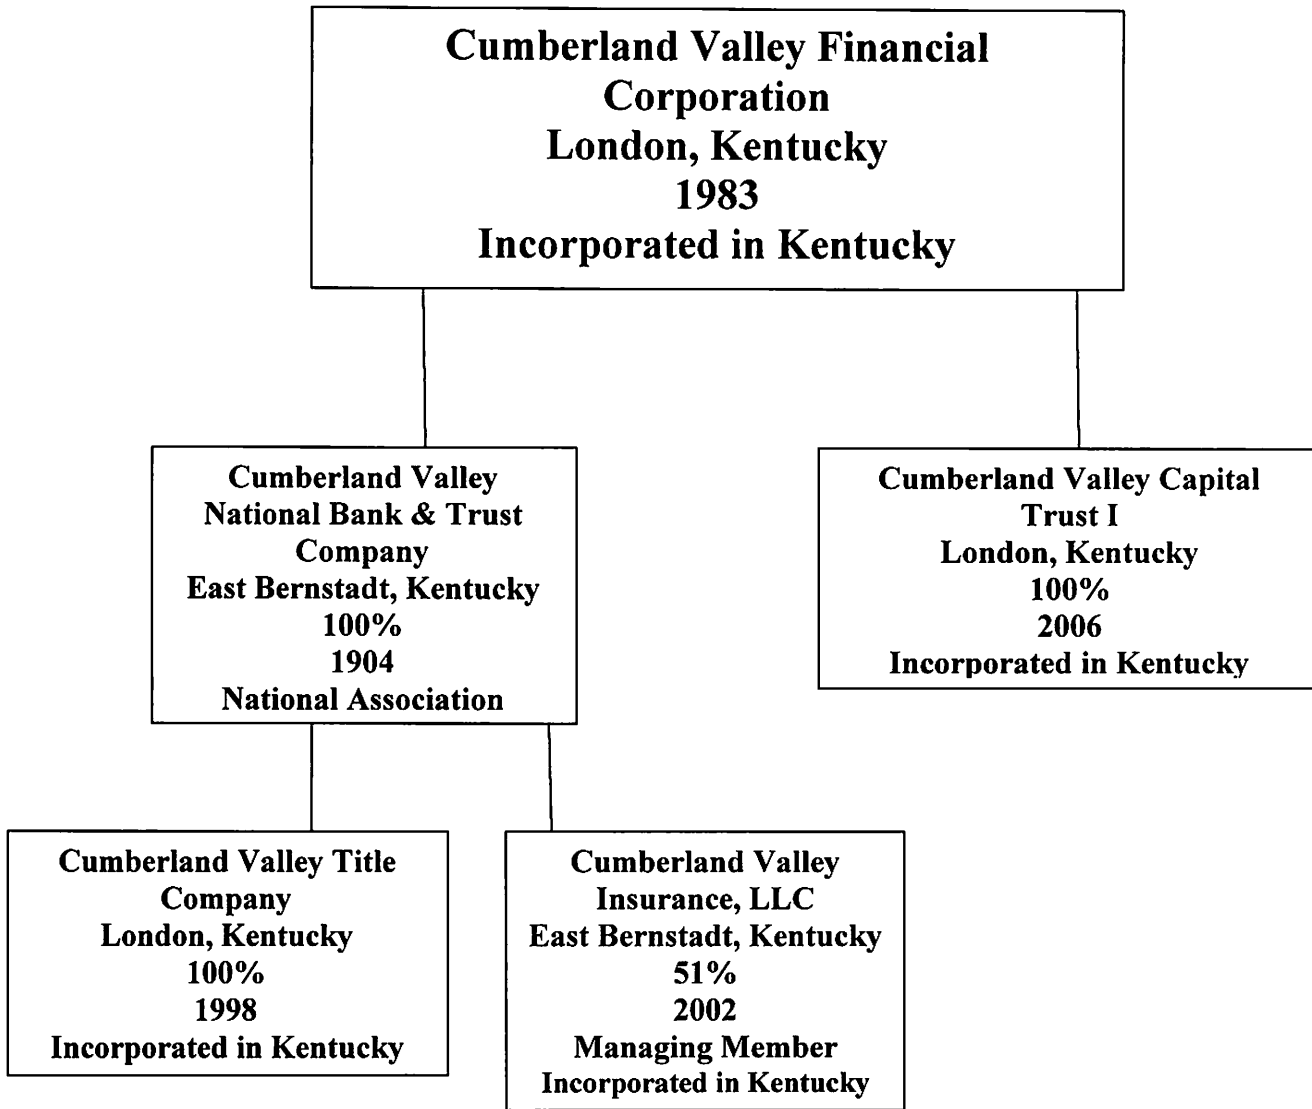 Cumberland Valley Financial
Corporation
London, Kentucky
1983
Incorporated in Kentucky
Cumberland Valley
National Bank & Trust
Company
East Bernstadt, Kentucky
100%
1904
National Association
Cumberland Valley Capital
Trust I
London, Kentucky
100%
2006
Incorporated in Kentucky
Cumberland Valley Title
Company
London, Kentucky
100%
1998
Incorporated in Kentucky
Cumberland Valley
Insurance, LLC
East Bernstadt, Kentucky
51%
2002
Managing Member
Incorporated in Kentucky